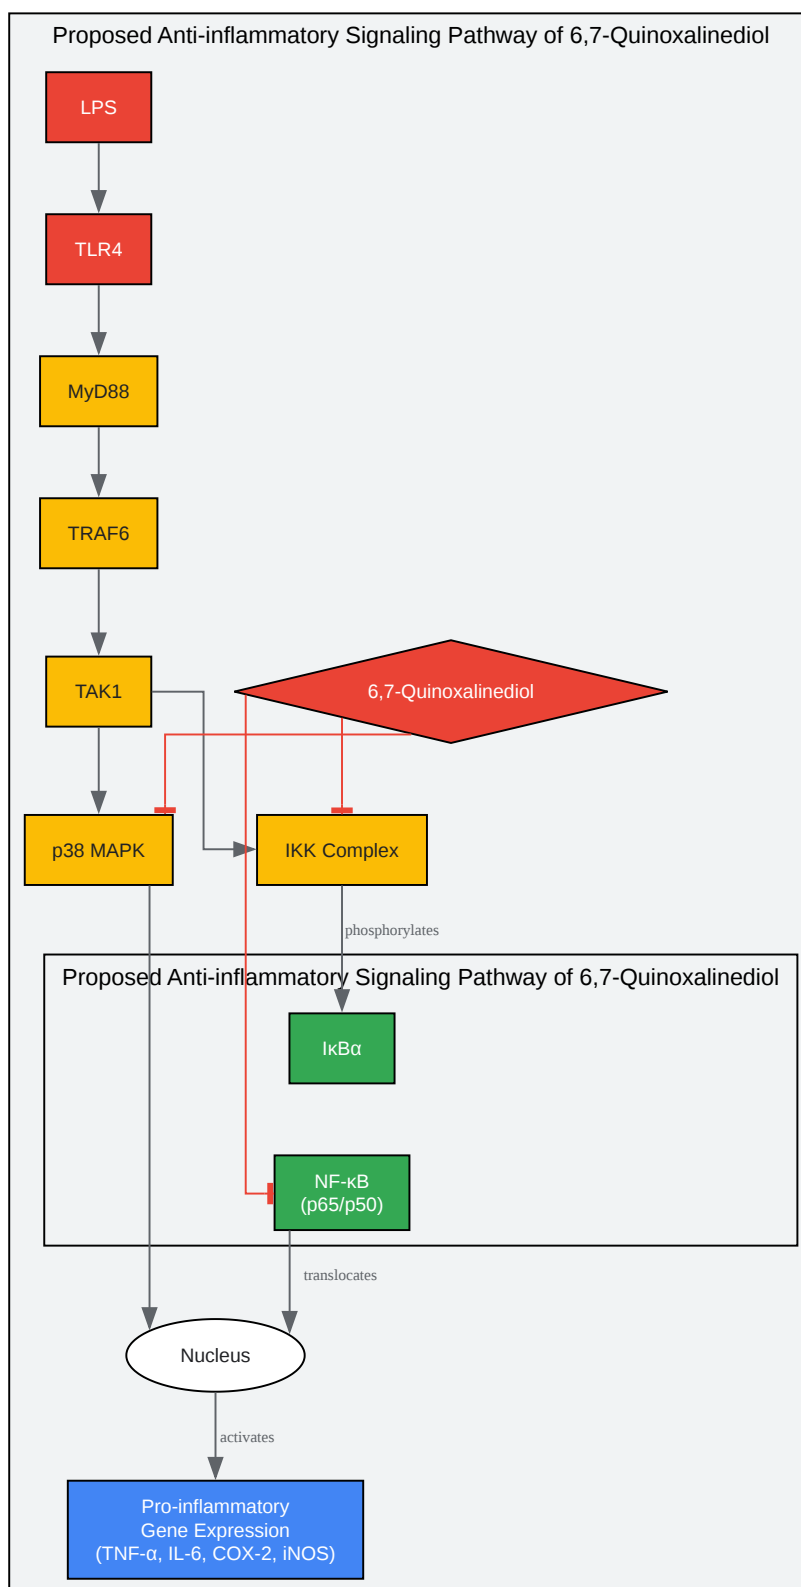 Proposed Anti-inflammatory Signaling Pathway of 6,7-Quinoxalinediol
LPS
TLR4
MyD88
TRAF6
TAK1
6,7-Quinoxalinediol
p38 MAPK
IKK Complex
phosphorylates
Proposed Anti-inflammatory Signaling Pathway of 6,7-Quinoxalinediol
IκBα
NF-κB
(p65/p50)
translocates
Nucleus
activates
Pro-inflammatory
Gene Expression
(TNF-α, IL-6, COX-2, iNOS)